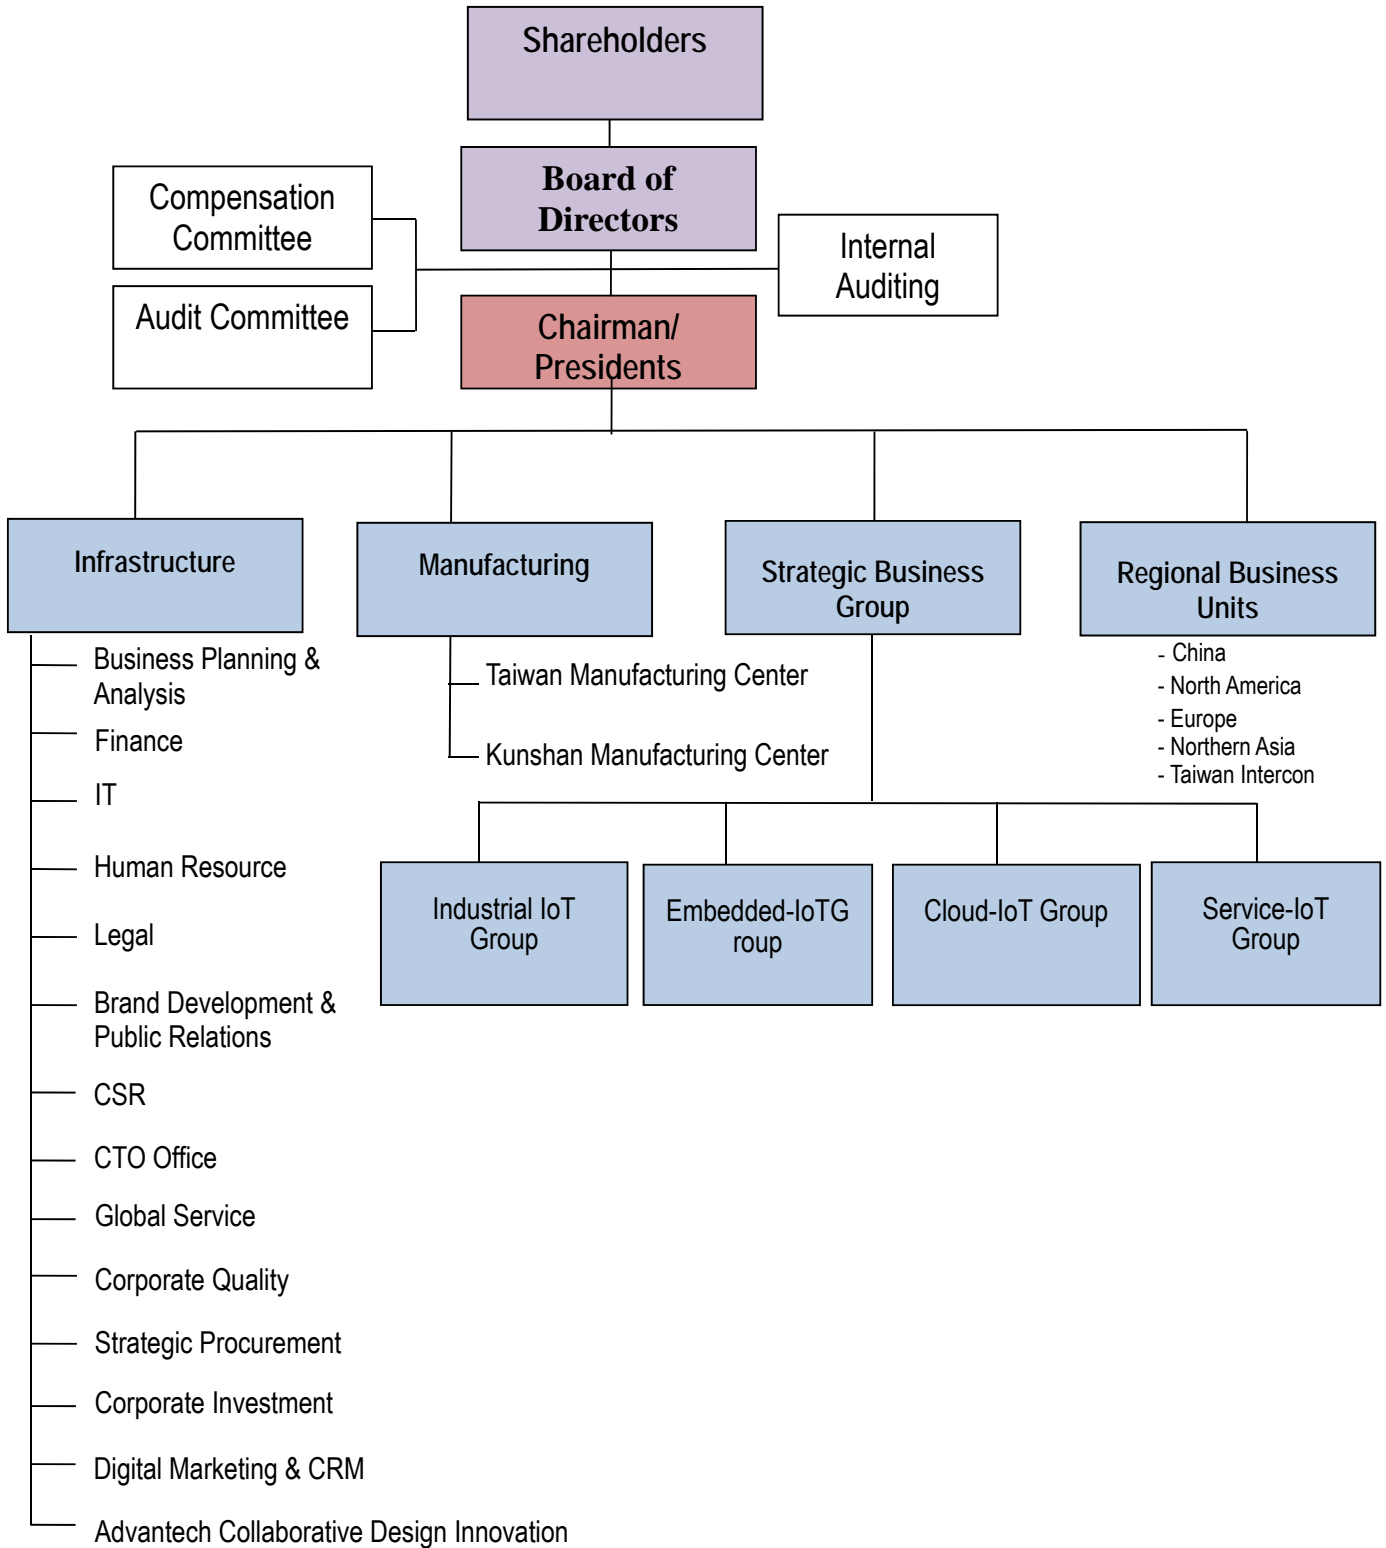 Shareholders
Board of
Directors
Compensation
Committee
Internal
Auditing
Audit Committee
Chairman/
Presidents
Infrastructure
Manufacturing
Strategic Business
Group
Regional Business
Units
Business Planning &
Analysis
Finance
IT
Human Resource
Legal
Brand Development &
Public Relations
CSR
CTO Office
Global Service
Corporate Quality
Strategic Procurement
Corporate Investment
Digital Marketing & CRM
Advantech Collaborative Design Innovation
Taiwan Manufacturing Center
Kunshan Manufacturing Center
- China
- North America
- Europe
- Northern Asia
- Taiwan Intercon
Industrial IoT
Group
Embedded-IoTG
roup
Cloud-IoT Group
Service-IoT
Group